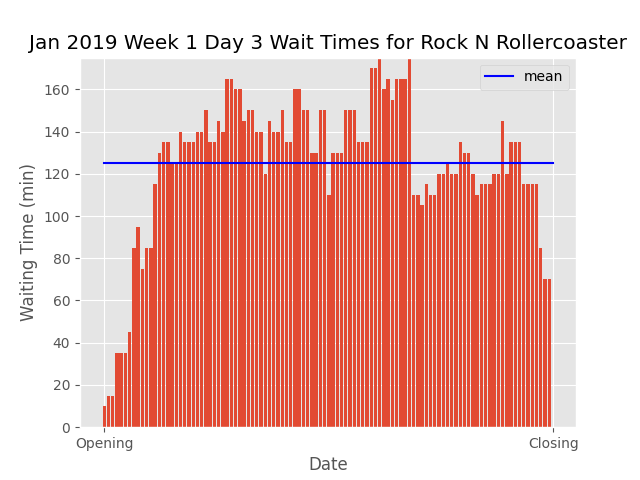 Jan 2019 Week 1 Day 3 Wait Times for Rock N Rollercoaster
mean
160
140
120
100
80
60
40
20
0
Waiting Time (min)
Opening
Closing
Date